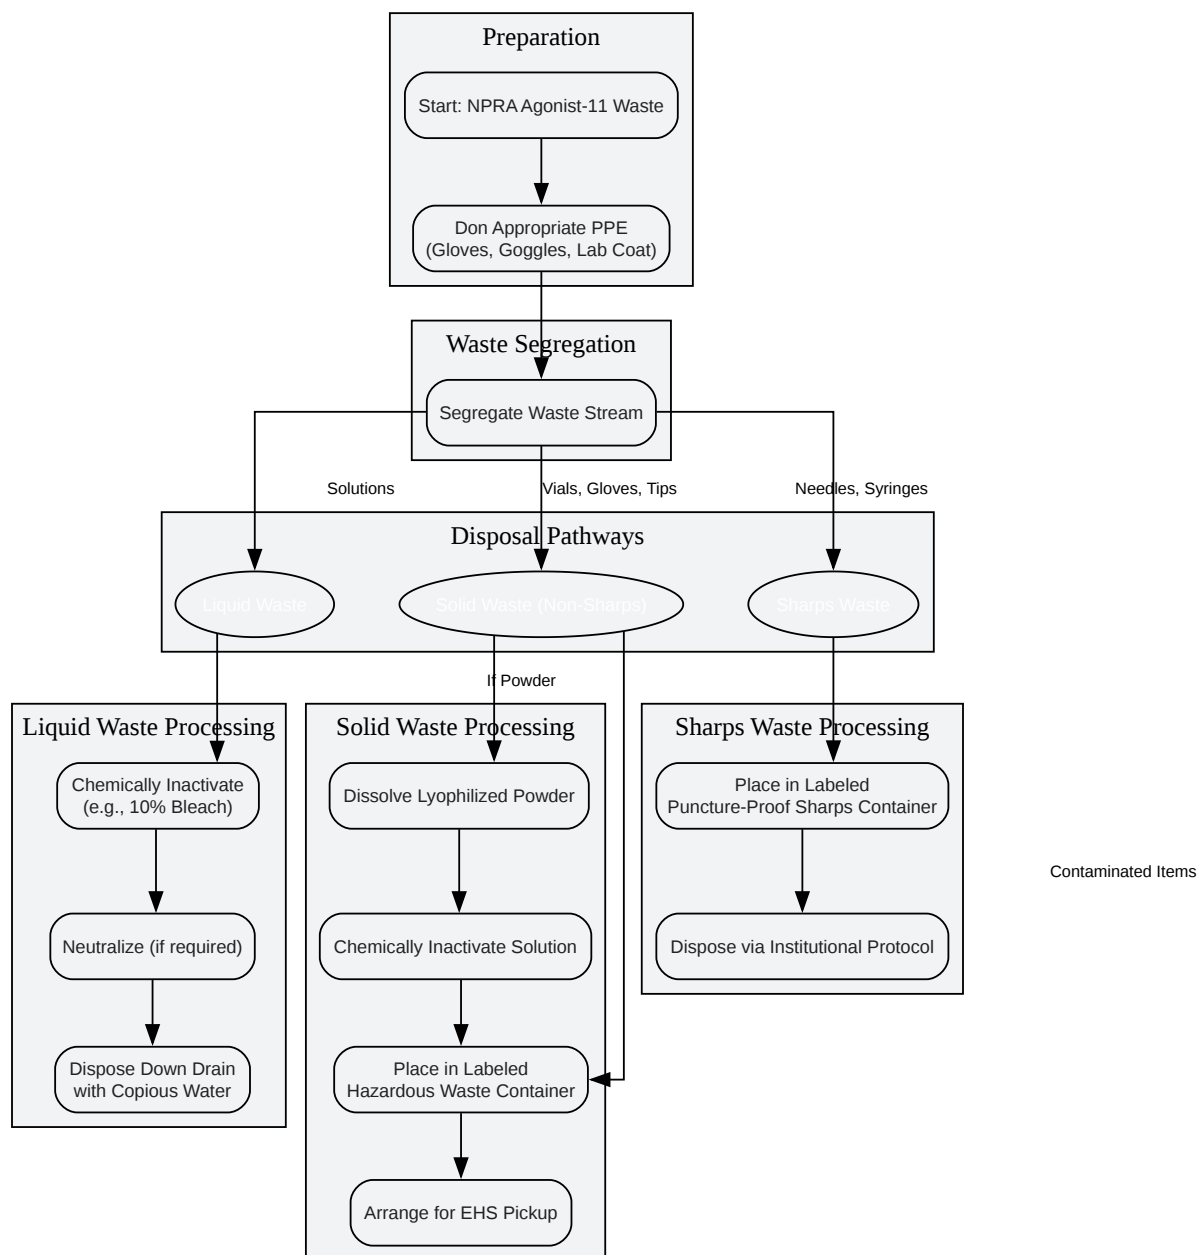 Preparation
Start: NPRA Agonist-11 Waste
Don Appropriate PPE
(Gloves, Goggles, Lab Coat)
Waste Segregation
Segregate Waste Stream
Solutions
Vials, Gloves, Tips
Needles, Syringes
Disposal Pathways
Liquid Waste
Solid Waste (Non-Sharps)
Sharps Waste
If Powder
Liquid Waste Processing
Chemically Inactivate
(e.g., 10% Bleach)
Neutralize (if required)
Dispose Down Drain
with Copious Water
Solid Waste Processing
Dissolve Lyophilized Powder
Chemically Inactivate Solution
Place in Labeled
Hazardous Waste Container
Arrange for EHS Pickup
Sharps Waste Processing
Place in Labeled
Puncture-Proof Sharps Container
Dispose via Institutional Protocol
Contaminated Items